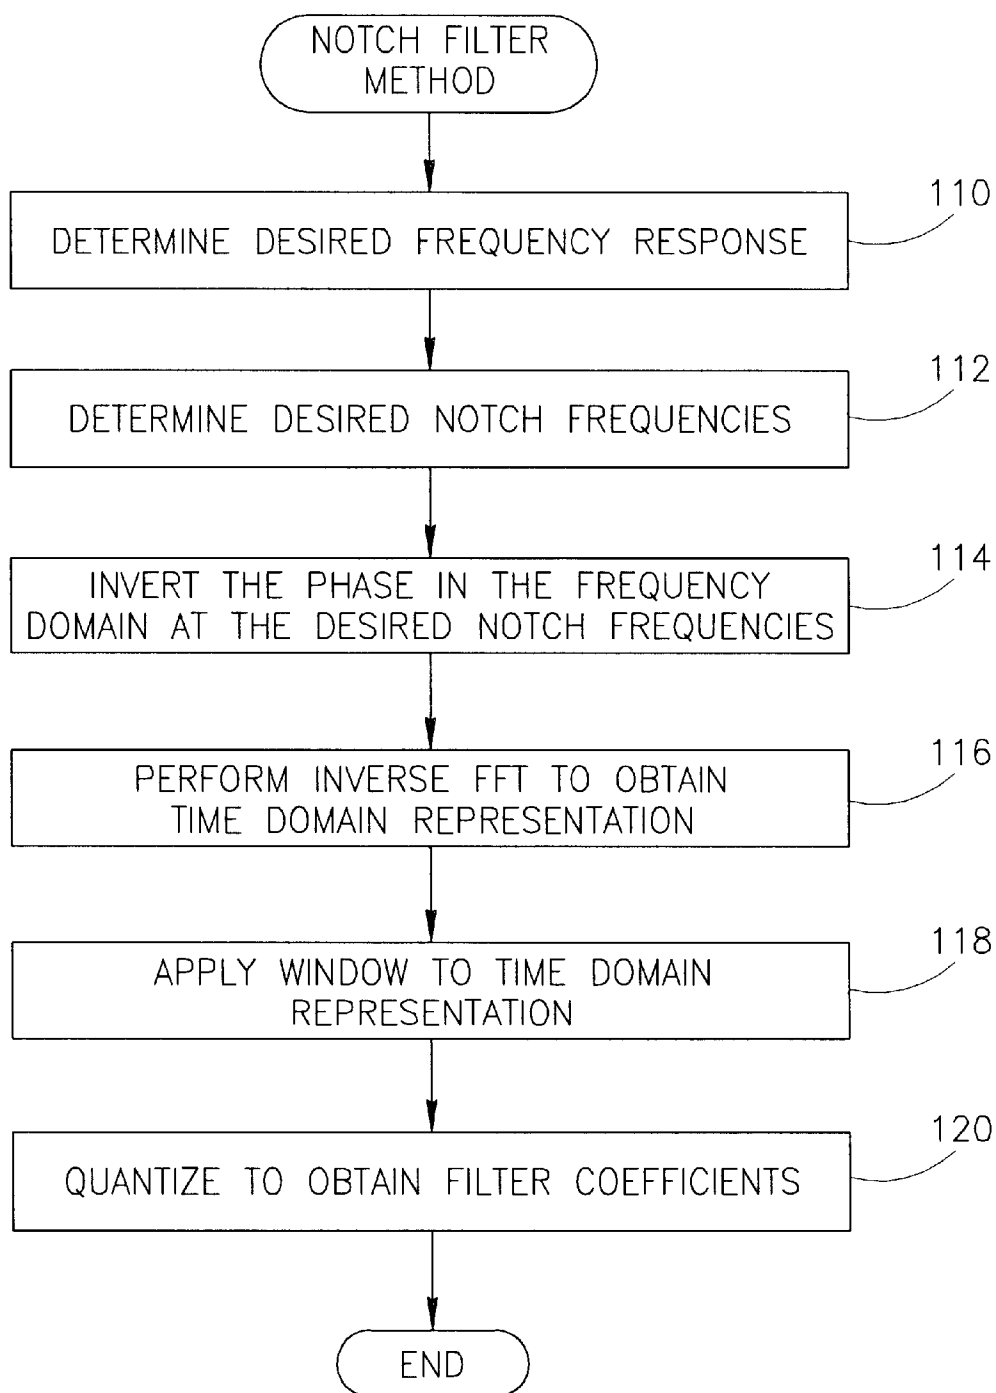 NOTCH FILTER
METHOD
110
DETERMINE DESIRED FREQUENCY RESPONSE
112
DETERMINE DESIRED NOTCH FREQUENCIES
114
INVERT THE PHASE IN THE FREQUENCY
DOMAIN AT THE DESIRED NOTCH FREQUENCIES
116
PERFORM INVERSE FFT TO OBTAIN
TIME DOMAIN REPRESENTATION
118
APPLY WINDOW TO TIME DOMAIN
REPRESENTATION
120
QUANTIZE TO OBTAIN FILTER COEFFICIENTS
END